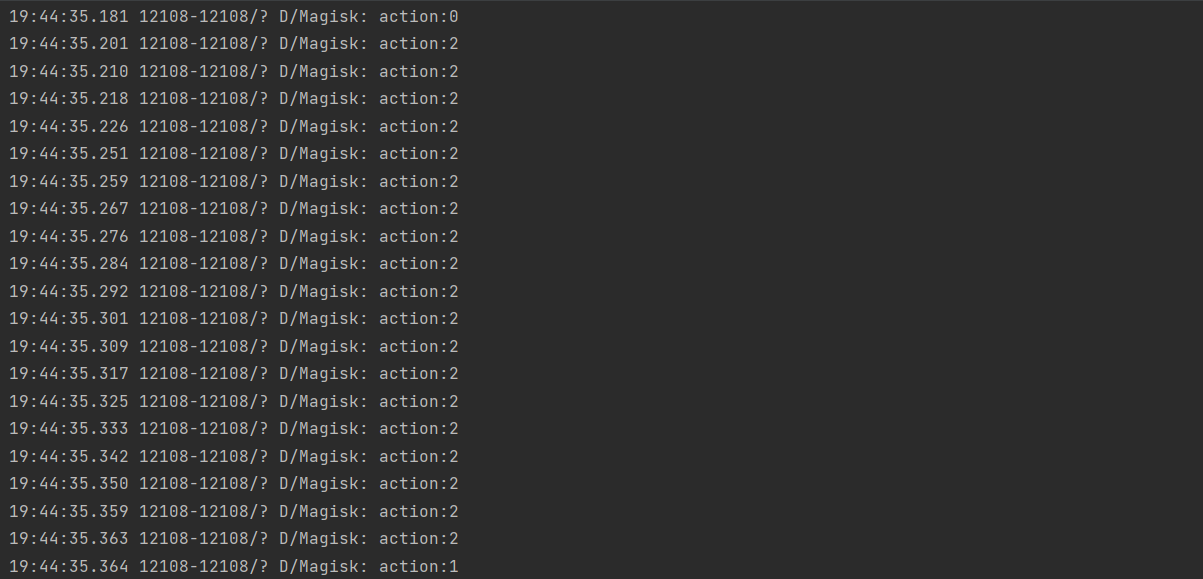 19:44:35.181 12108-12108/? D/Magisk: action:0
19:44:35.201 12108-12108/? D/Magisk: action:2
19:44:35.210 12108-12108/? D/Magisk: action:2
19:44:35.218 12108-12108/? D/Magisk: action:2
19:44:35.226 12108-12108/? D/Magisk: action:2
19:44:35.251 12108-12108/? D/Magisk: action:2
19:44:35.259 12108-12108/? D/Magisk: action:2
19:44:35.267 12108-12108/? D/Magisk: action:2
19:44:35.276 12108-12108/? D/Magisk: action:2
19:44:35.284 12108-12108/? D/Magisk: action:2
19:44:35.292 12108-12108/? D/Magisk: action:2
19:44:35.301 12108-12108/? D/Magisk: action:2
19:44:35.309 12108-12108/? D/Magisk: action:2
19:44:35.317 12108-12108/? D/Magisk: action:2
19:44:35.325 12108-12108/? D/Magisk: action:2
19:44:35.333 12108-12108/? D/Magisk: action:2
19:44:35.342 12108-12108/? D/Magisk: action:2
19:44:35.350 12108-12108/? D/Magisk: action:2
19:44:35.359 12108-12108/? D/Magisk: action:2
19:44:35.363 12108-12108/? D/Magisk: action:2
19:44:35.364 12108-12108/? D/Magisk: action:1